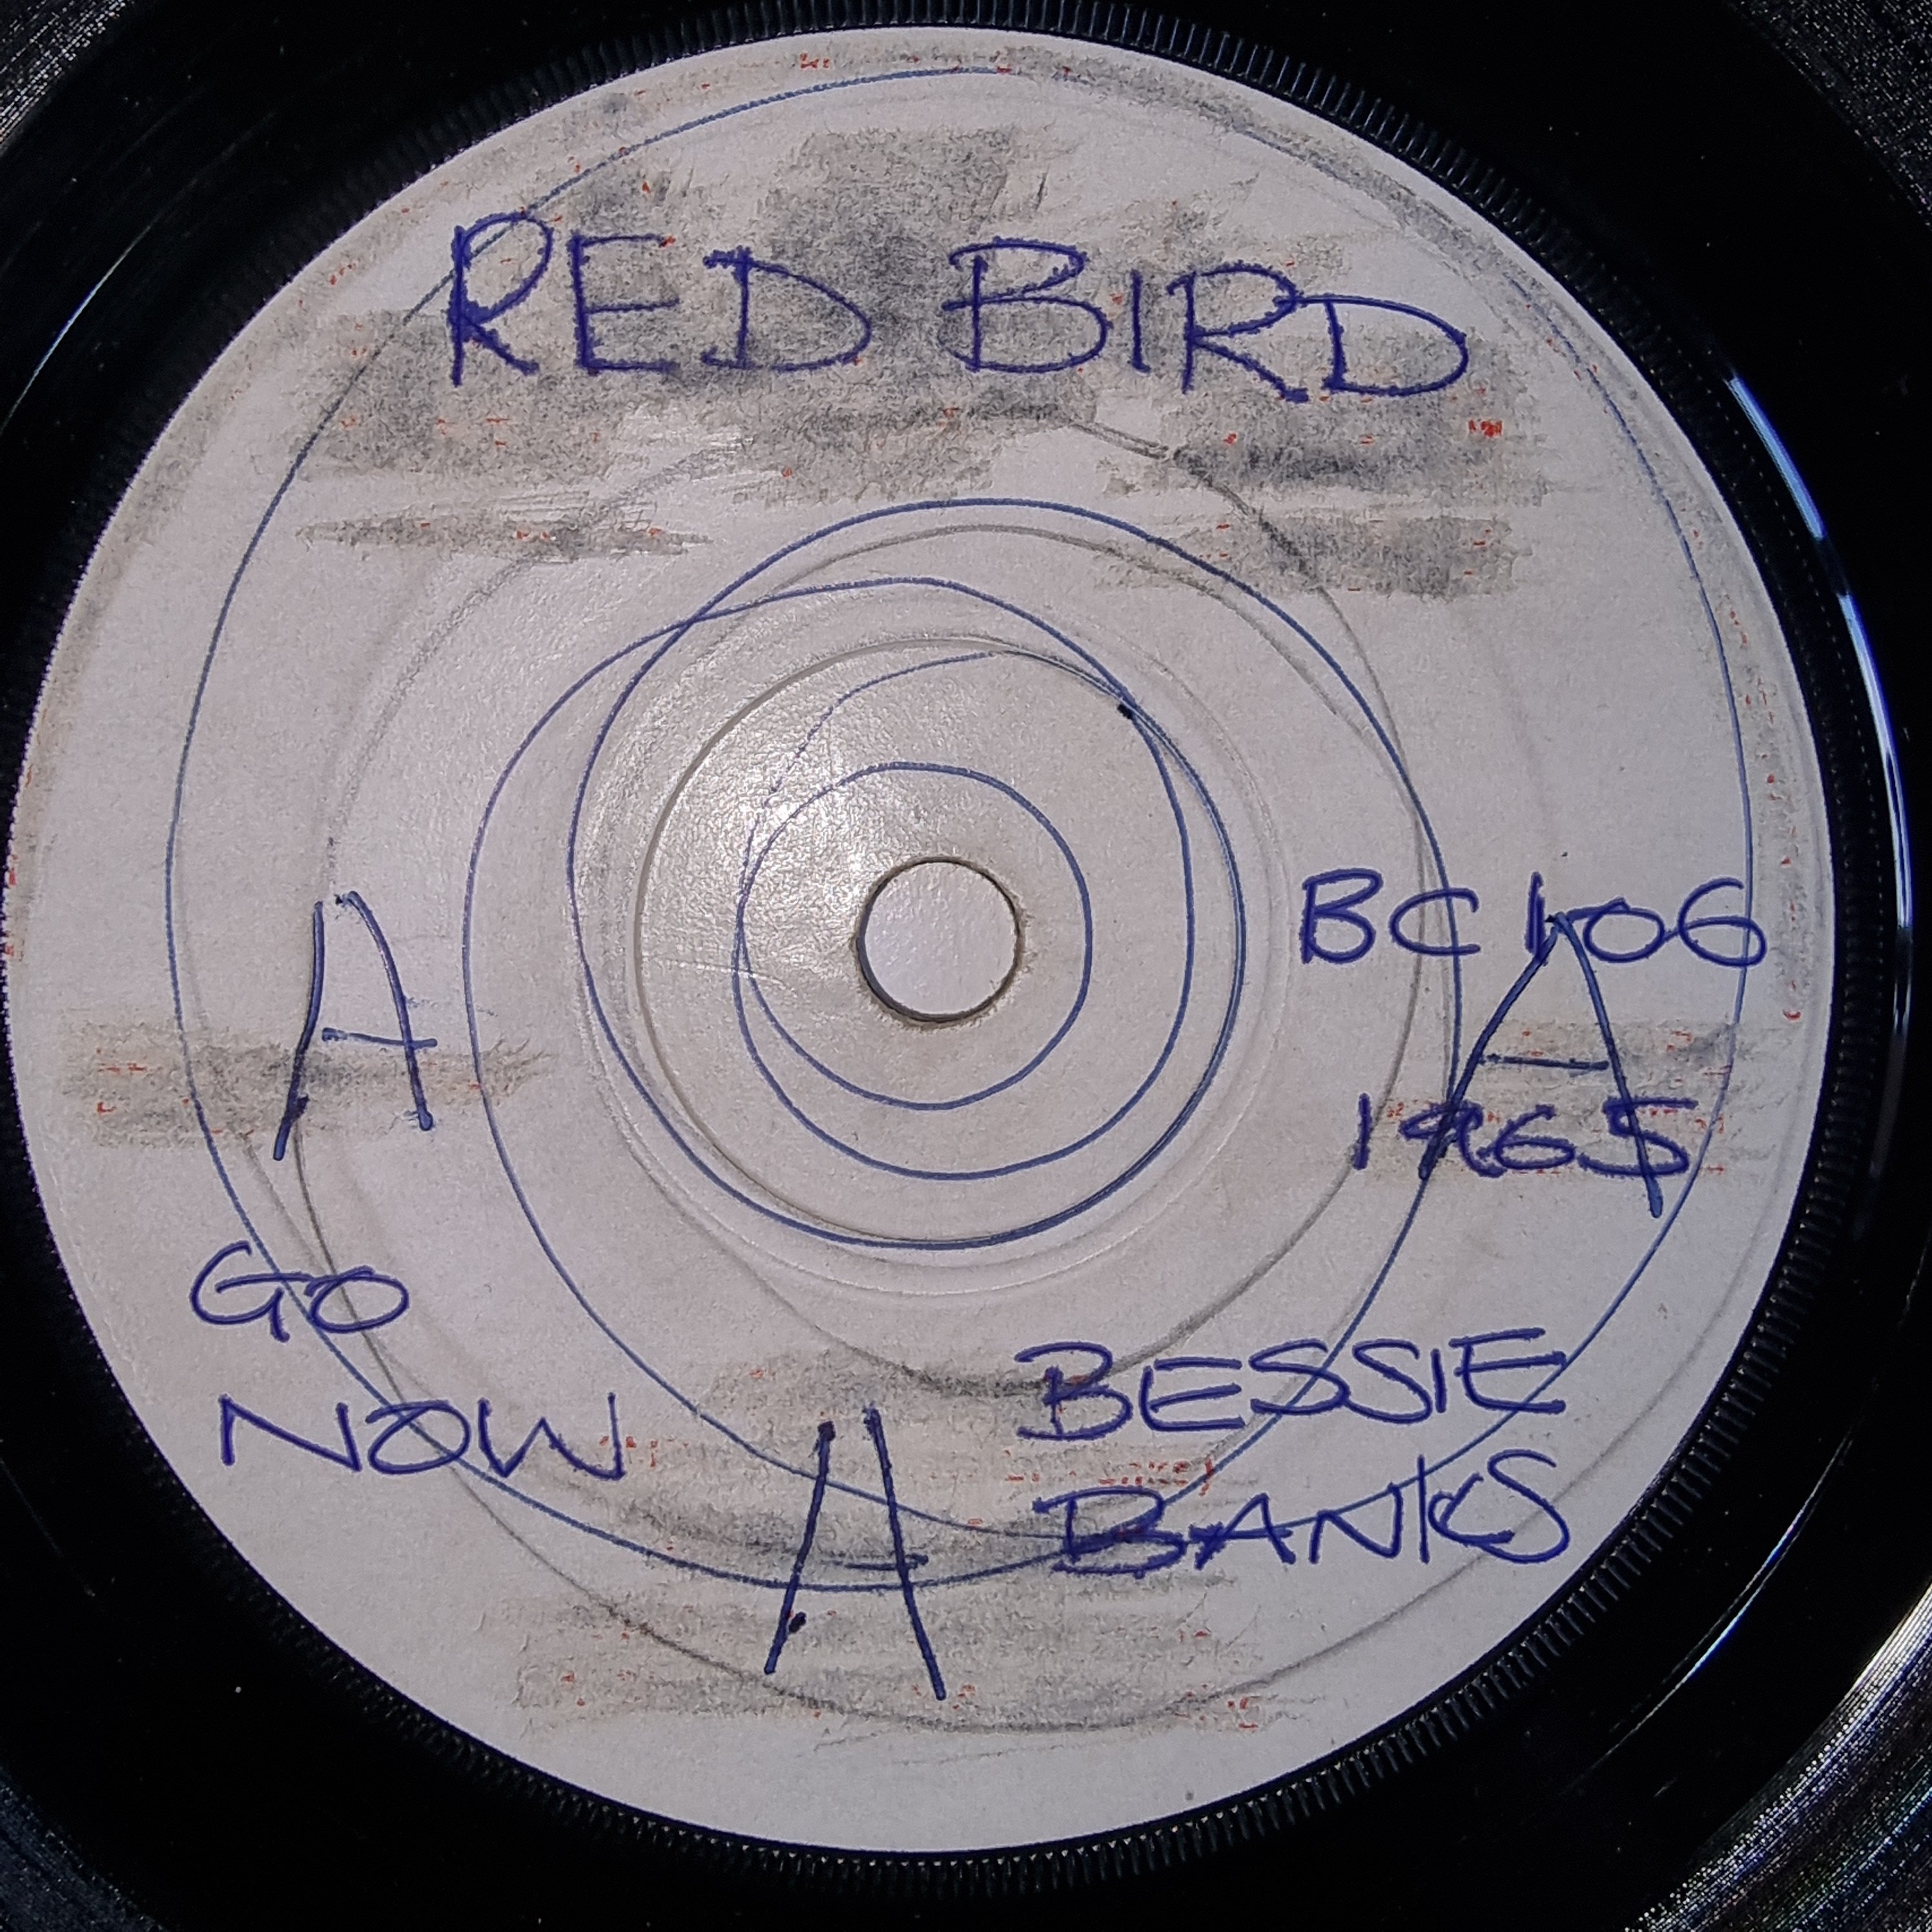 RED BIRD
A
BC 106
A
1965
GO
NOW
A
BESSIE
BANKS